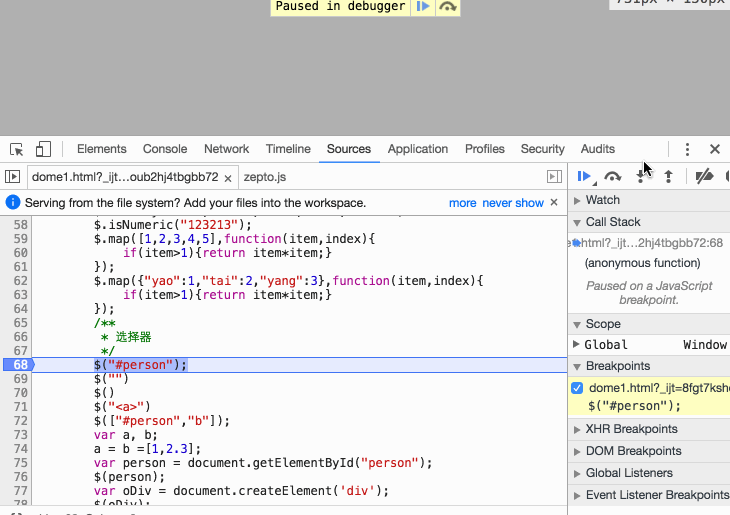 Paused in debugger
Elements Console Network Timeline Sources Application Profiles Security Audits
dome1.html?_ijt…oub2hj4tbgbb72 × zepto.js
Serving from the file system? Add your files into the workspace. more never show ×
58 $.isNumeric("123213");
59 $.map([1,2,3,4,5],function(item,index){
60 if(item>1){return item*item;}
61 });
62 $.map({"yao":1,"tai":2,"yang":3},function(item,index){
63 if(item>1){return item*item;}
64 });
65 /**
66 * 选择器
67 */
68 $("#person");
69 $("")
70 $()
71 $("<a>")
72 $(["#person","b"]);
73 var a, b;
74 a = b =[1,2.3];
75 var person = document.getElementById("person");
76 $(person);
77 var oDiv = document.createElement('div');
78 $(oDiv);
Watch
Call Stack
html?_ijt…2hj4tbgbb72:68
(anonymous function)
Paused on a JavaScript
breakpoint.
Scope
Global Window
Breakpoints
dome1.html?_ijt=8fgt7ksh
$("#person");
XHR Breakpoints
DOM Breakpoints
Global Listeners
Event Listener Breakpoints